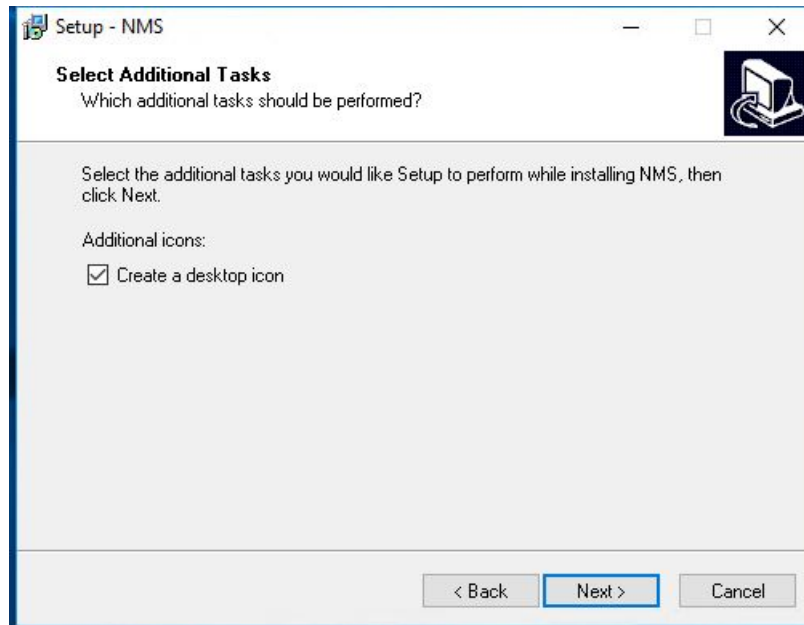 Setup - NMS
Select Additional Tasks
Which additional tasks should be performed?
Select the additional tasks you would like Setup to perform while installing NMS, then
click Next.
Additional icons:
Create a desktop icon
< Back
Next >
Cancel